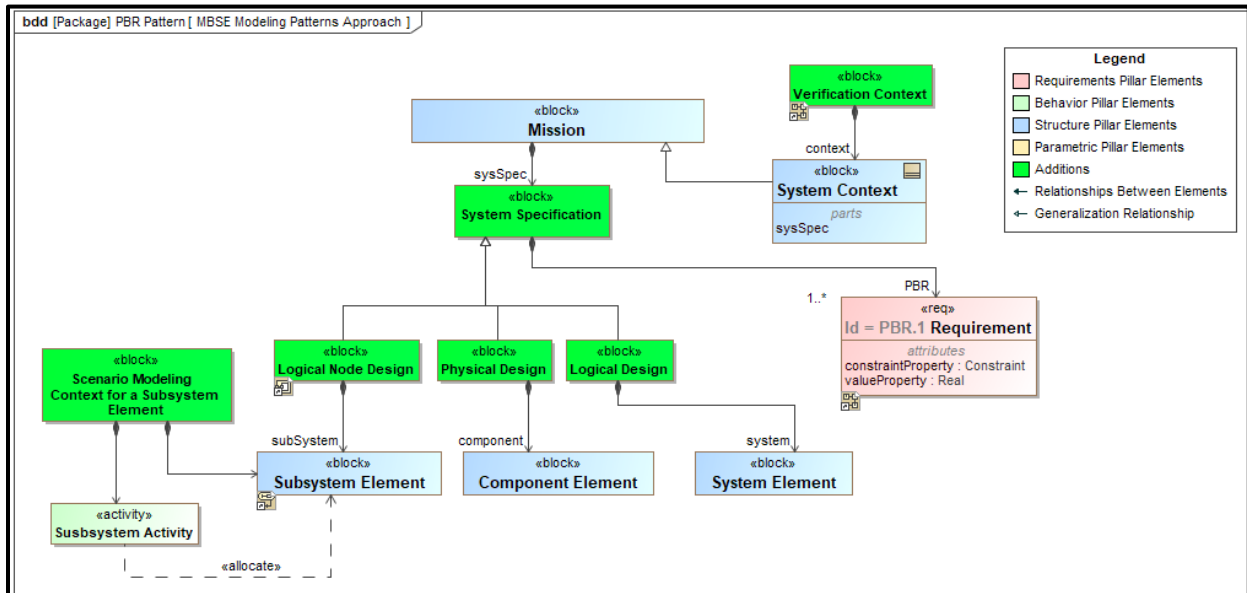 bdd [Package] PBR Pattern [ MBSE Modeling Patterns Approach ]
Legend
Requirements Pillar Elements
Behavior Pillar Elements
Structure Pillar Elements
Parametric Pillar Elements
Additions
Relationships Between Elements
Generalization Relationship
«block»
Verification Context
context
«block»
Mission
sysSpec
«block»
System Context
parts
sysSpec
«block»
System Specification
PBR
1..*
«req»
Id = PBR.1 Requirement
attributes
constraintProperty : Constraint
valueProperty : Real
«block»
Logical Node Design
«block»
Physical Design
«block»
Logical Design
«block»
Scenario Modeling
Context for a Subsystem
Element
subSystem
component
system
«block»
Subsystem Element
«block»
Component Element
«block»
System Element
«activity»
Susbsystem Activity
«allocate»